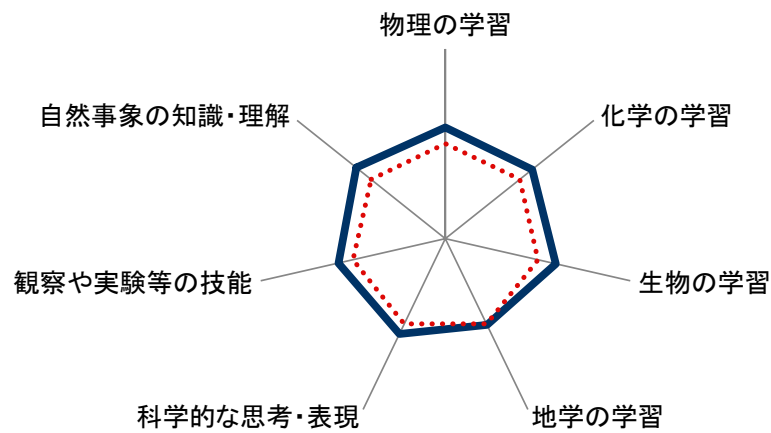 物理の学習
自然事象の知識・理解
化学の学習
観察や実験等の技能
生物の学習
科学的な思考・表現
地学の学習